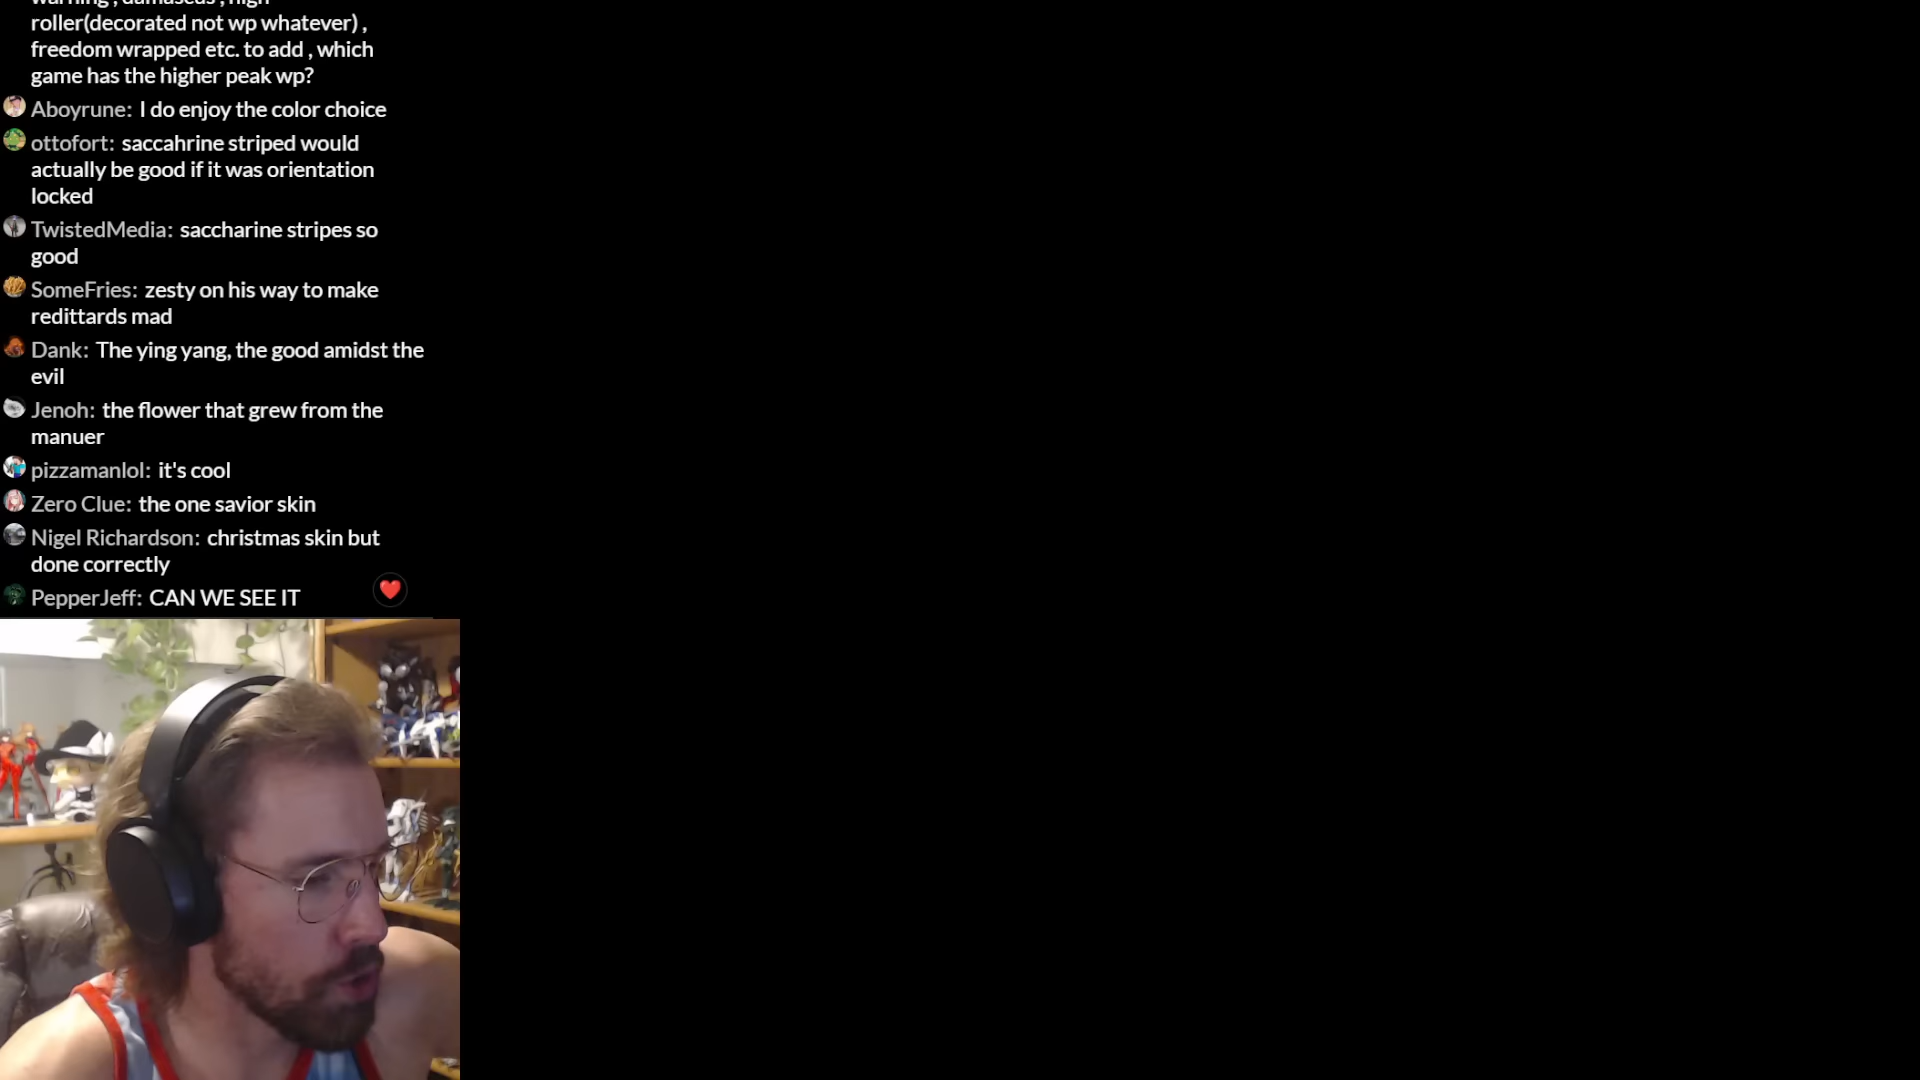 warning , damascus , high
roller(decorated not wp whatever) ,
freedom wrapped etc. to add , which
game has the higher peak wp?
Aboyrune: I do enjoy the color choice
ottofort: saccahrine striped would
actually be good if it was orientation
locked
TwistedMedia: saccharine stripes so
good
SomeFries: zesty on his way to make
redittards mad
Dank: The ying yang, the good amidst the
evil
Jenoh: the flower that grew from the
manuer
pizzamanlol: it's cool
Zero Clue: the one savior skin
Nigel Richardson: christmas skin but
done correctly
PepperJeff: CAN WE SEE IT